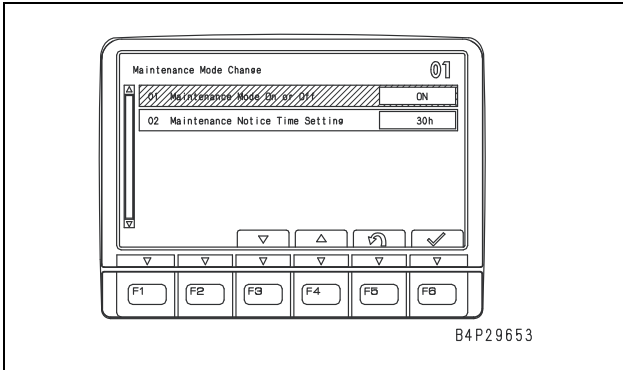 Maintenance Mode Change 01
01 Maintenance Mode On or Off ON
02 Maintenance Notice Time Setting 30h
F1 F2 F3 F4 F5 F6
B4P29653